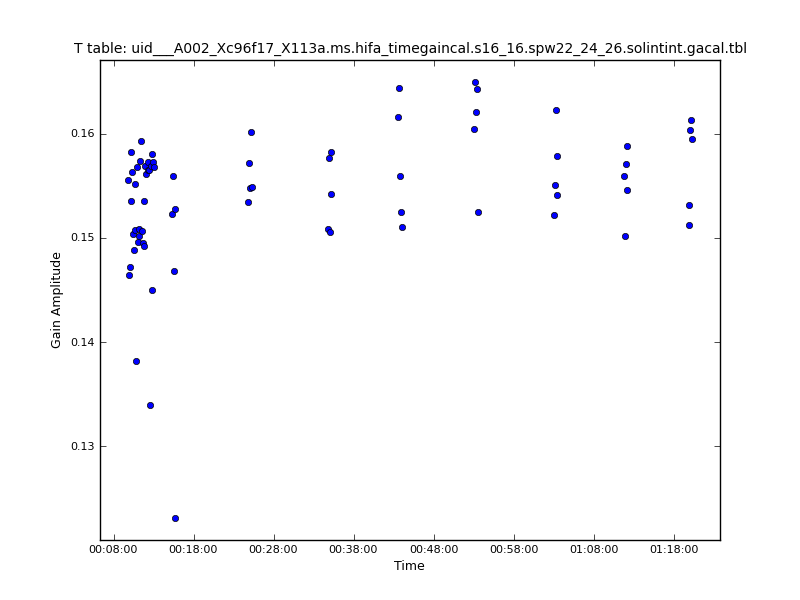 T table: uid___A002_Xc96f17_X113a.ms.hifa_timegaincal.s16_16.spw22_24_26.solintint.gacal.tbl
0.16
0.15
0.14
0.13
Gain Amplitude
00:08:00 00:18:00 00:28:00 00:38:00 00:48:00 00:58:00 01:08:00 01:18:00
Time